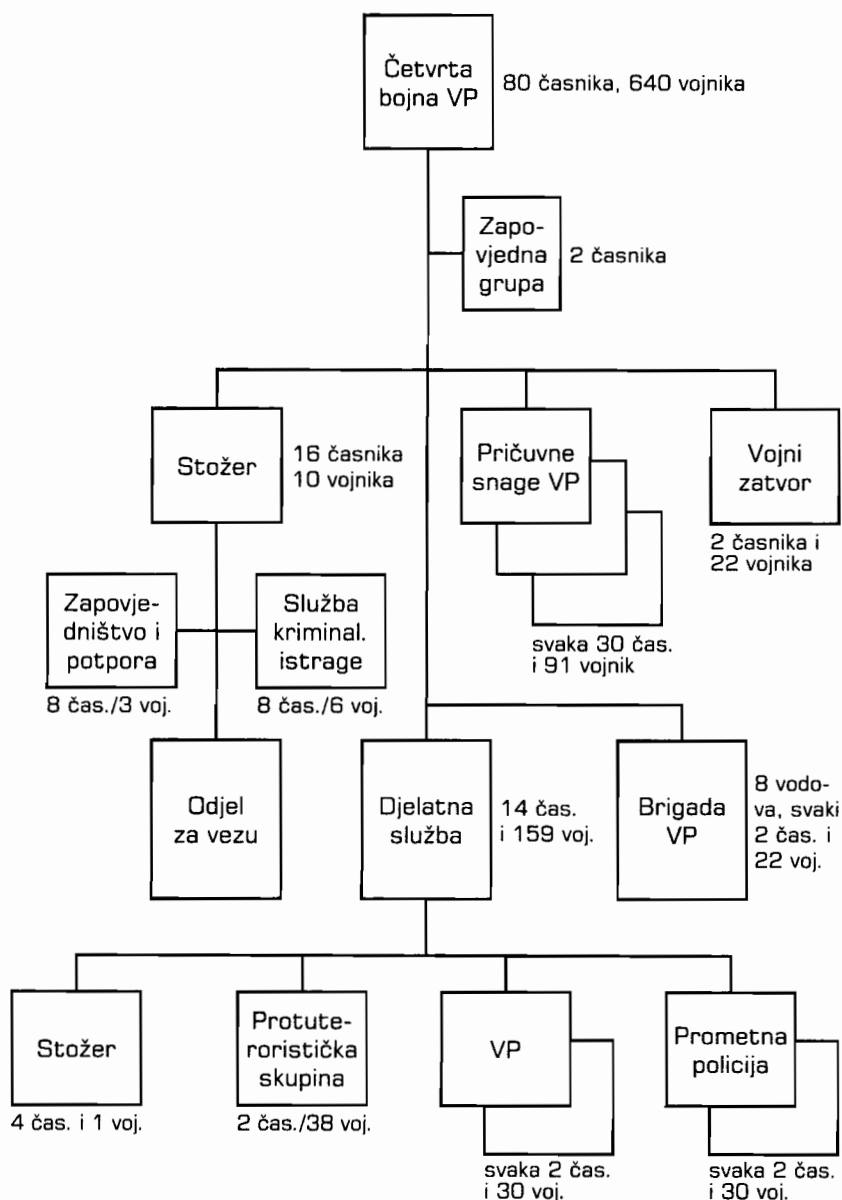 Četvrta
bojna VP
80 časnika, 640 vojnika
Zapo-
vjedna
grupa
2 časnika
Stožer
16 časnika
10 vojnika
Pričuvne
snage VP
svaka 30 čas.
i 91 vojnik
Vojni
zatvor
2 časnika i
22 vojnika
Zapovje-
dništvo i
potpora
8 čas./3 voj.
Služba
kriminal.
istrage
8 čas./6 voj.
Odjel
za vezu
Djelatna
služba
14 čas.
i 159 voj.
Brigada
VP
8 vodo-
va, svaki
2 čas. i
22 voj.
Stožer
4 čas. i 1 voj.
Protute-
roristička
skupina
2 čas./38 voj.
VP
svaka 2 čas.
i 30 voj.
Prometna
policija
svaka 2 čas.
i 30 voj.